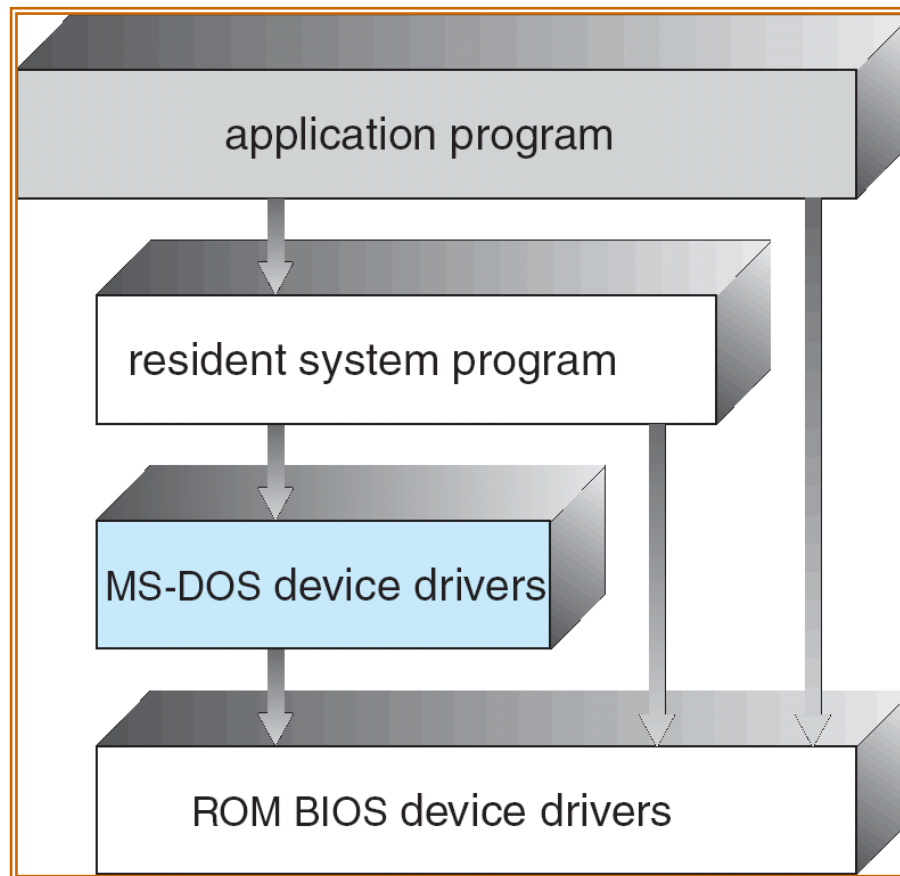 application program
resident system program
MS-DOS device drivers
ROM BIOS device drivers